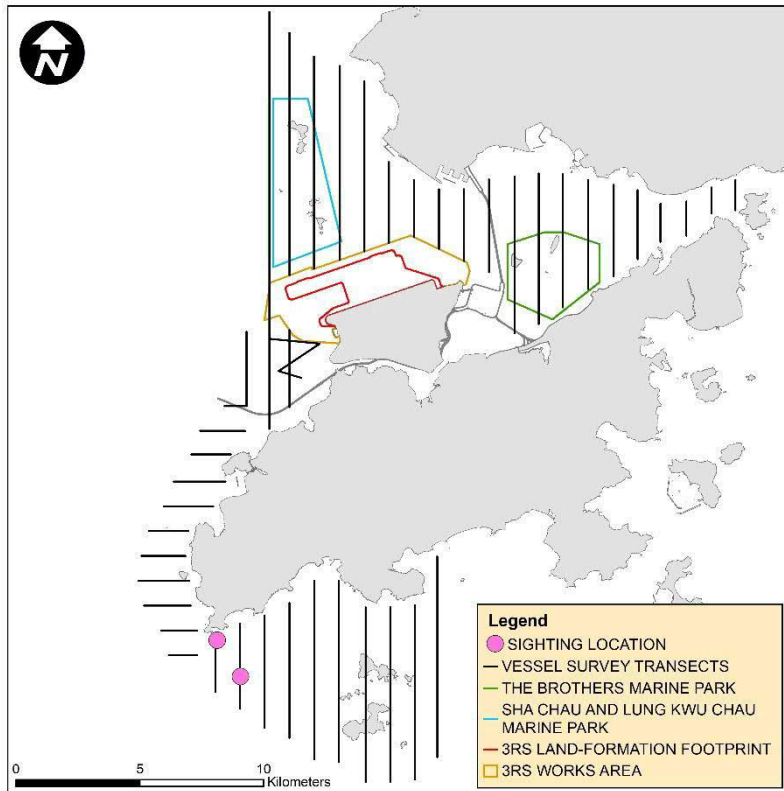 N
Legend
SIGHTING LOCATION
VESSEL SURVEY TRANSECTS
THE BROTHERS MARINE PARK
SHA CHAU AND LUNG KWU CHAU
MARINE PARK
3RS LAND-FORMATION FOOTPRINT
3RS WORKS AREA
0 5 10
Kilometers